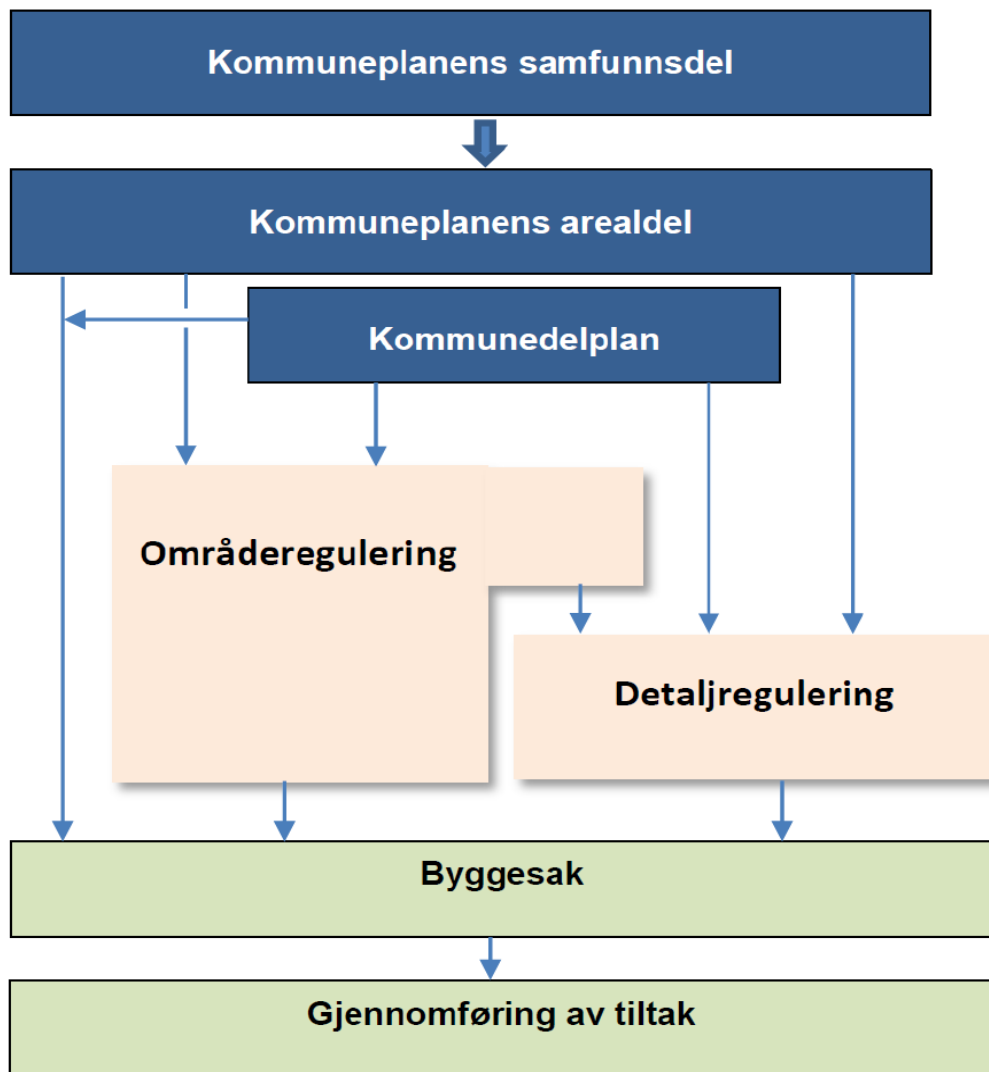 Kommuneplanens samfunnsdel
Kommuneplanens arealdel
Kommunedelplan
Områderegulering
Detaljregulering
Byggesak
Gjennomføring av tiltak